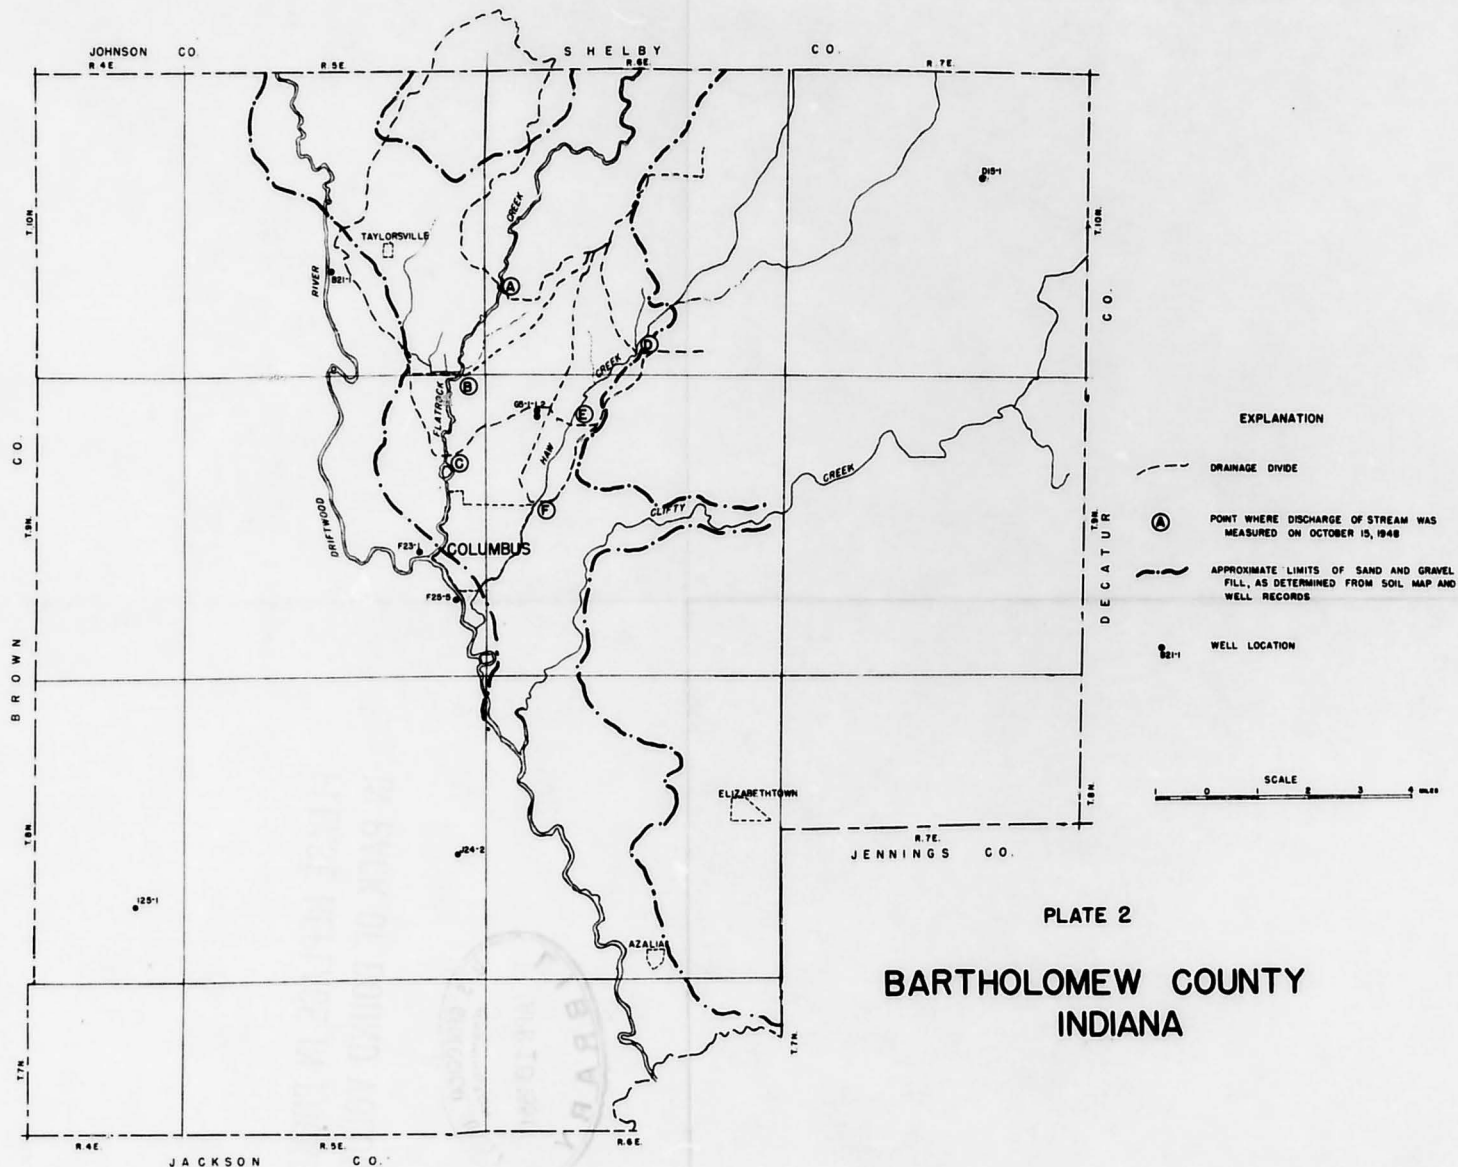 JOHNSON CO.
SHELBY CO.
R.4E.
R.5E.
R.6E.
R.7E.
D15-1
T.10N.
T.10N.
CREEK
TAYLORSVILLE
RIVER
B21-1
A
CO.
D
CREEK
B
FLATROCK
G5-1-1,2
E
HAW
C
CREEK
CO.
F
CLIFTY
DRIFTWOOD
T.9N.
T.9N.
F23-1
COLUMBUS
F25-5
DECATUR
BROWN
ELIZABETHTOWN
T.8N.
T.8N.
R.7E.
JENNINGS CO.
J24-2
I25-1
AZALIA
T.7N.
T.7N.
R.4E.
R.5E.
R.6E.
JACKSON CO.
EXPLANATION
DRAINAGE DIVIDE
A
POINT WHERE DISCHARGE OF STREAM WAS
MEASURED ON OCTOBER 15, 1948
APPROXIMATE LIMITS OF SAND AND GRAVEL
FILL, AS DETERMINED FROM SOIL MAP AND
WELL RECORDS
B21-1
WELL LOCATION
SCALE
1 0 1 2 3 4 MILES
PLATE 2
BARTHOLOMEW COUNTY
INDIANA
LIBRARY